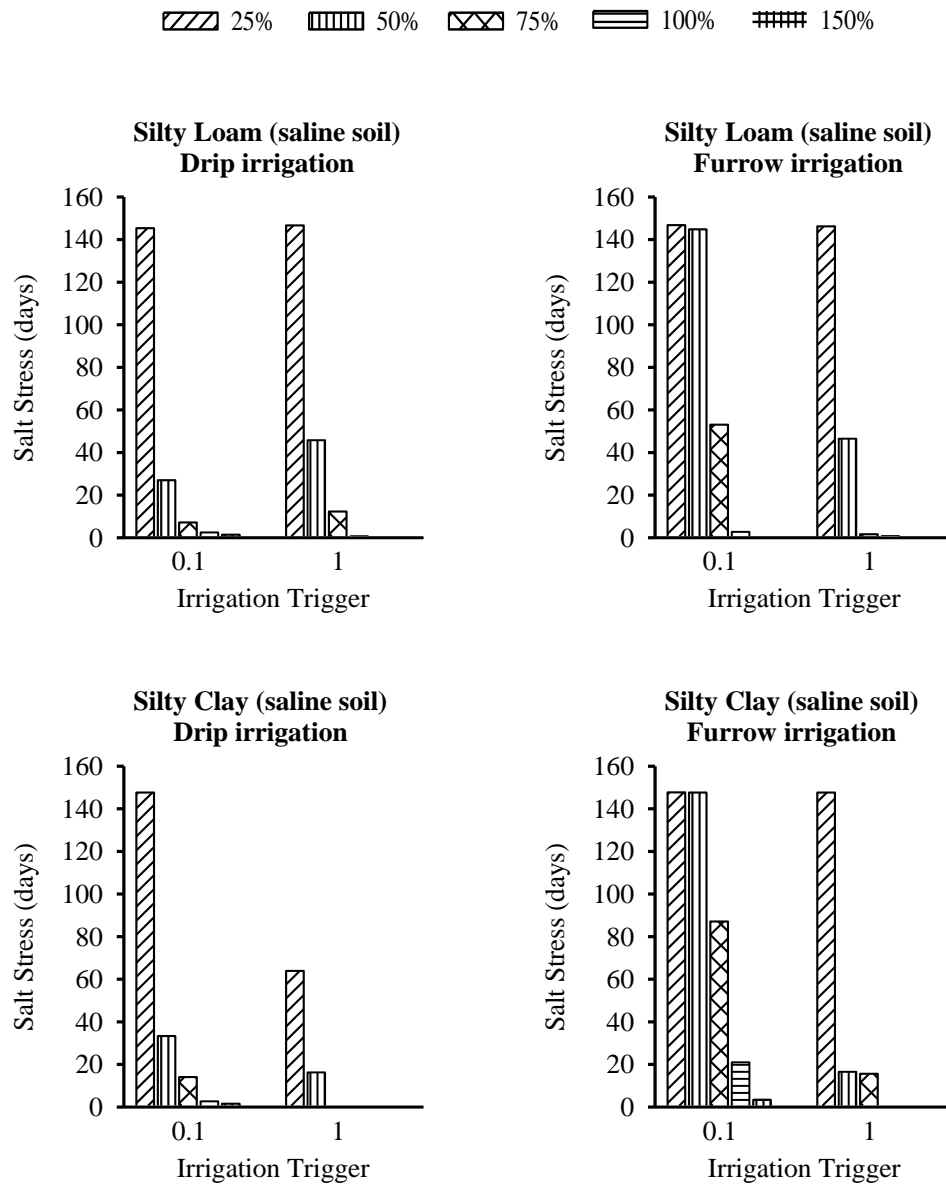 25% 50% 75% 100% 150%
Silty Loam (saline soil)
Drip irrigation
160
140
120
100
80
60
40
20
0
Salt Stress (days)
0.1 1
Irrigation Trigger
Silty Loam (saline soil)
Furrow irrigation
160
140
120
100
80
60
40
20
0
Salt Stress (days)
0.1 1
Irrigation Trigger
Silty Clay (saline soil)
Drip irrigation
160
140
120
100
80
60
40
20
0
Salt Stress (days)
0.1 1
Irrigation Trigger
Silty Clay (saline soil)
Furrow irrigation
160
140
120
100
80
60
40
20
0
Salt Stress (days)
0.1 1
Irrigation Trigger